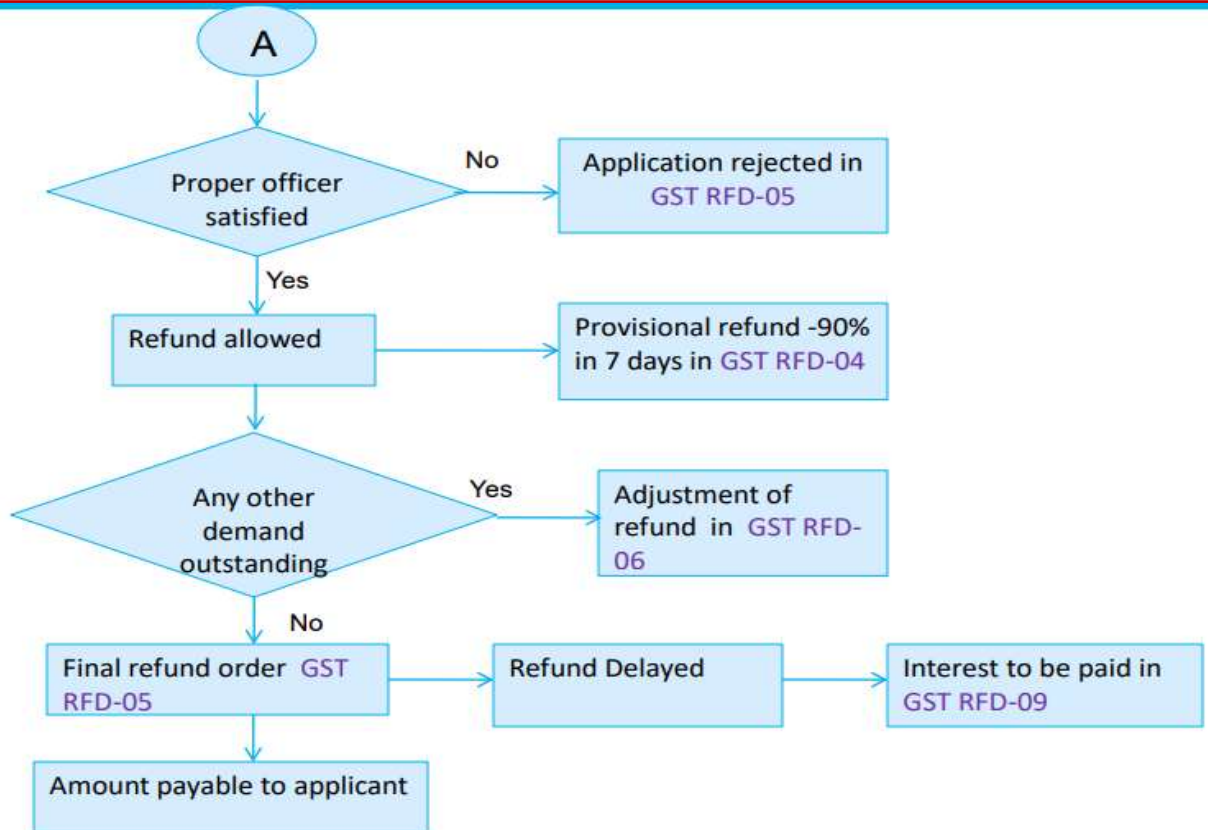 A
Proper officer
satisfied
No
Application rejected in
GST RFD-05
Yes
Refund allowed
Provisional refund -90%
in 7 days in GST RFD-04
Any other
demand
outstanding
Yes
Adjustment of
refund in GST RFD-
06
No
Final refund order GST
RFD-05
Refund Delayed
Interest to be paid in
GST RFD-09
Amount payable to applicant